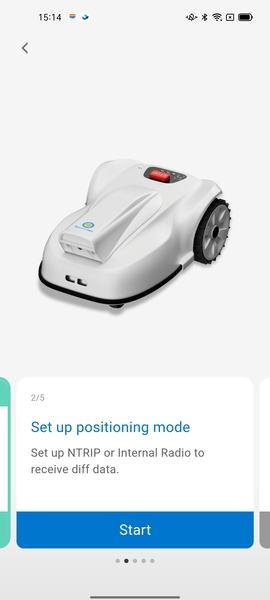 15:14
2/5
Set up positioning mode
Set up NTRIP or Internal Radio to
receive diff data.
Start